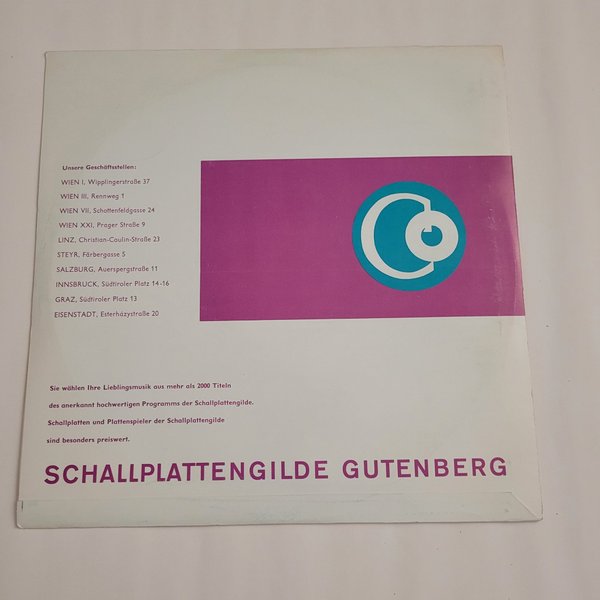 Unsere Geschäftsstellen:
WIEN I, Wipplingerstraße 37
WIEN III, Rennweg 1
WIEN VII, Schottenfeldgasse 24
WIEN XXI, Prager Straße 9
LINZ, Christian-Coulin-Straße 23
STEYR, Färbergasse 5
SALZBURG, Auerspergstraße 11
INNSBRUCK, Südtiroler Platz 14-16
GRAZ, Südtiroler Platz 13
EISENSTADT, Esterházystraße 20
Sie wählen Ihre Lieblingsmusik aus mehr als 2000 Titeln
des anerkannt hochwertigen Programms der Schallplattengilde.
Schallplatten und Plattenspieler der Schallplattengilde
sind besonders preiswert.
SCHALLPLATTENGILDE GUTENBERG